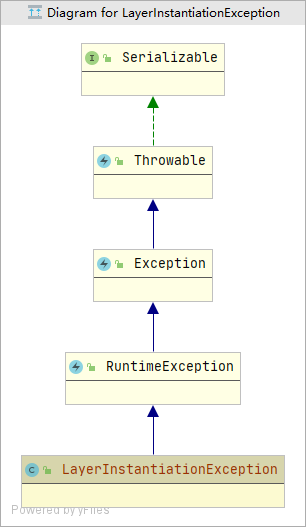 Diagram for LayerInstantiationException
I Serializable
Throwable
Exception
RuntimeException
C LayerInstantiationException
Powered by yFiles